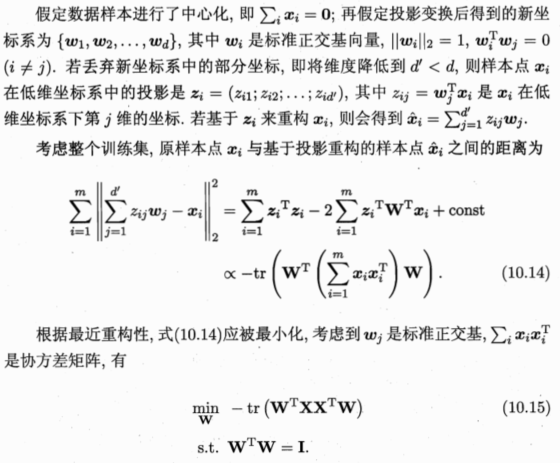 假定数据样本进行了中心化, 即 $\sum_i \boldsymbol{x}_i = \mathbf{0}$; 再假定投影变换后得到的新坐
标系为 $\{\boldsymbol{w}_1, \boldsymbol{w}_2, \ldots, \boldsymbol{w}_d\}$, 其中 $\boldsymbol{w}_i$ 是标准正交基向量, $||\boldsymbol{w}_i||_2 = 1$, $\boldsymbol{w}_i^{\mathrm{T}} \boldsymbol{w}_j = 0$
$(i \neq j)$. 若丢弃新坐标系中的部分坐标, 即将维度降低到 $d' < d$, 则样本点 $\boldsymbol{x}_i$
在低维坐标系中的投影是 $\boldsymbol{z}_i = (z_{i1}; z_{i2}; \ldots; z_{id'})$, 其中 $z_{ij} = \boldsymbol{w}_j^{\mathrm{T}} \boldsymbol{x}_i$ 是 $\boldsymbol{x}_i$ 在低
维坐标系下第 $j$ 维的坐标. 若基于 $\boldsymbol{z}_i$ 来重构 $\boldsymbol{x}_i$, 则会得到 $\hat{\boldsymbol{x}}_i = \sum_{j=1}^{d'} z_{ij} \boldsymbol{w}_j$.
考虑整个训练集, 原样本点 $\boldsymbol{x}_i$ 与基于投影重构的样本点 $\hat{\boldsymbol{x}}_i$ 之间的距离为
$\sum_{i=1}^{m} \left\| \sum_{j=1}^{d'} z_{ij} \boldsymbol{w}_j - \boldsymbol{x}_i \right\|_2^2 = \sum_{i=1}^{m} \boldsymbol{z}_i^{\mathrm{T}} \boldsymbol{z}_i - 2 \sum_{i=1}^{m} \boldsymbol{z}_i^{\mathrm{T}} \mathbf{W}^{\mathrm{T}} \boldsymbol{x}_i + \text{const}$
$\propto -\mathrm{tr} \left( \mathbf{W}^{\mathrm{T}} \left( \sum_{i=1}^{m} \boldsymbol{x}_i \boldsymbol{x}_i^{\mathrm{T}} \right) \mathbf{W} \right).$ (10.14)
根据最近重构性, 式(10.14)应被最小化, 考虑到 $\boldsymbol{w}_j$ 是标准正交基, $\sum_i \boldsymbol{x}_i \boldsymbol{x}_i^{\mathrm{T}}$
是协方差矩阵, 有
$\min_{\mathbf{W}} \ -\mathrm{tr} \left( \mathbf{W}^{\mathrm{T}} \mathbf{X} \mathbf{X}^{\mathrm{T}} \mathbf{W} \right)$ (10.15)
s.t. $\mathbf{W}^{\mathrm{T}} \mathbf{W} = \mathbf{I}.$